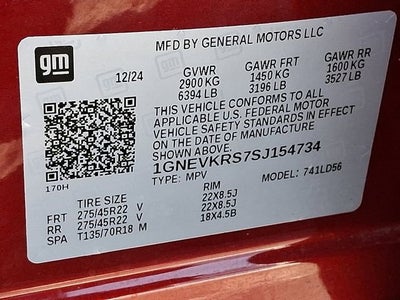 gm
MFD BY GENERAL MOTORS LLC
12/24 GVWR GAWR FRT GAWR RR
2900 KG 1450 KG 1600 KG
6394 LB 3196 LB 3527 LB
THIS VEHICLE CONFORMS TO ALL
APPLICABLE U.S. FEDERAL MOTOR
VEHICLE SAFETY STANDARDS IN EFFECT
ON THE DATE OF MANUFACTURE
SHOWN ABOVE.
1GNEVKRS7SJ154734
170H TYPE: MPV MODEL: 741LD56
TIRE SIZE RIM
FRT 275/45R22 V 22X8.5J
RR 275/45R22 V 22X8.5J
SPA T135/70R18 M 18X4.5B